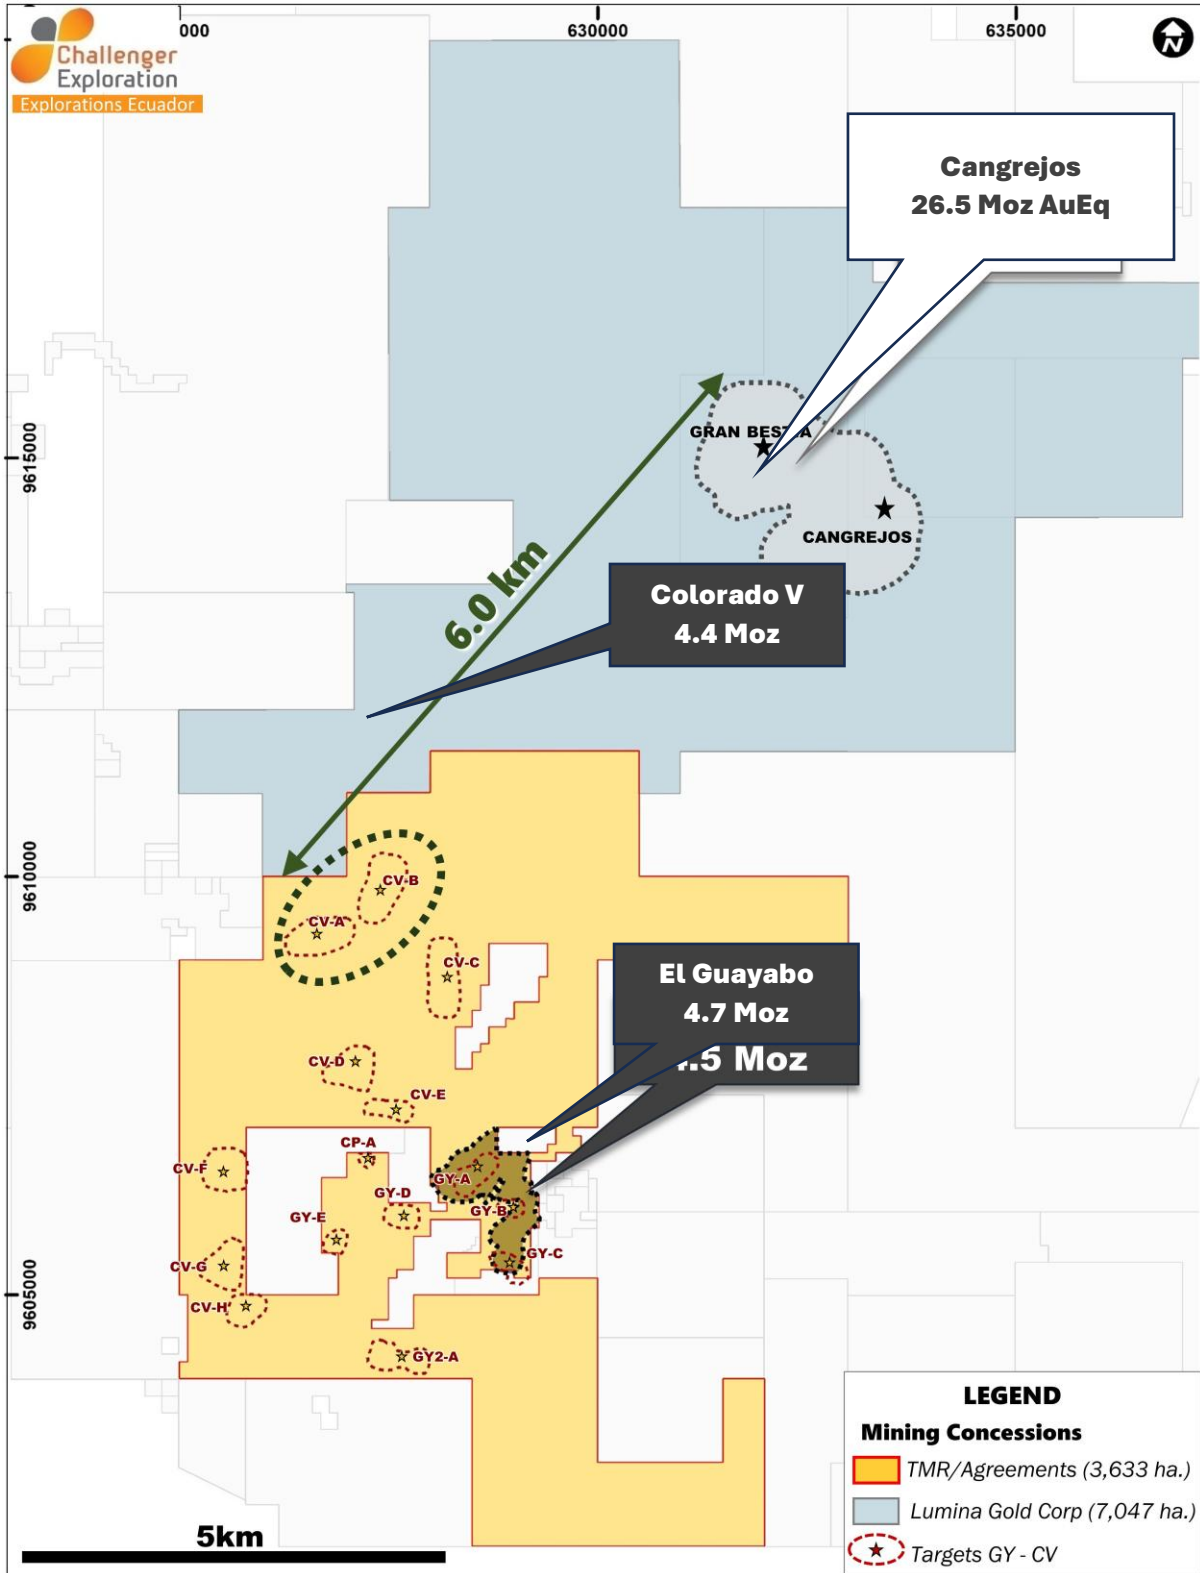 000
630000
635000
N
Challenger
Exploration
Explorations Ecuador
Cangrejos
26.5 Moz AuEq
9615000
GRAN BEST A
CANGREJOS
6.0 km
Colorado V
4.4 Moz
9610000
CV-B
CV-A
CV-C
El Guayabo
4.7 Moz
.5 Moz
CV-D
CV-E
CP-A
CV-F
GY-A
GY-D
GY-B
GY-E
GY-C
CV-G
CV-H
9605000
GY2-A
LEGEND
Mining Concessions
TMR/Agreements (3,633 ha.)
Lumina Gold Corp (7,047 ha.)
Targets GY - CV
5km